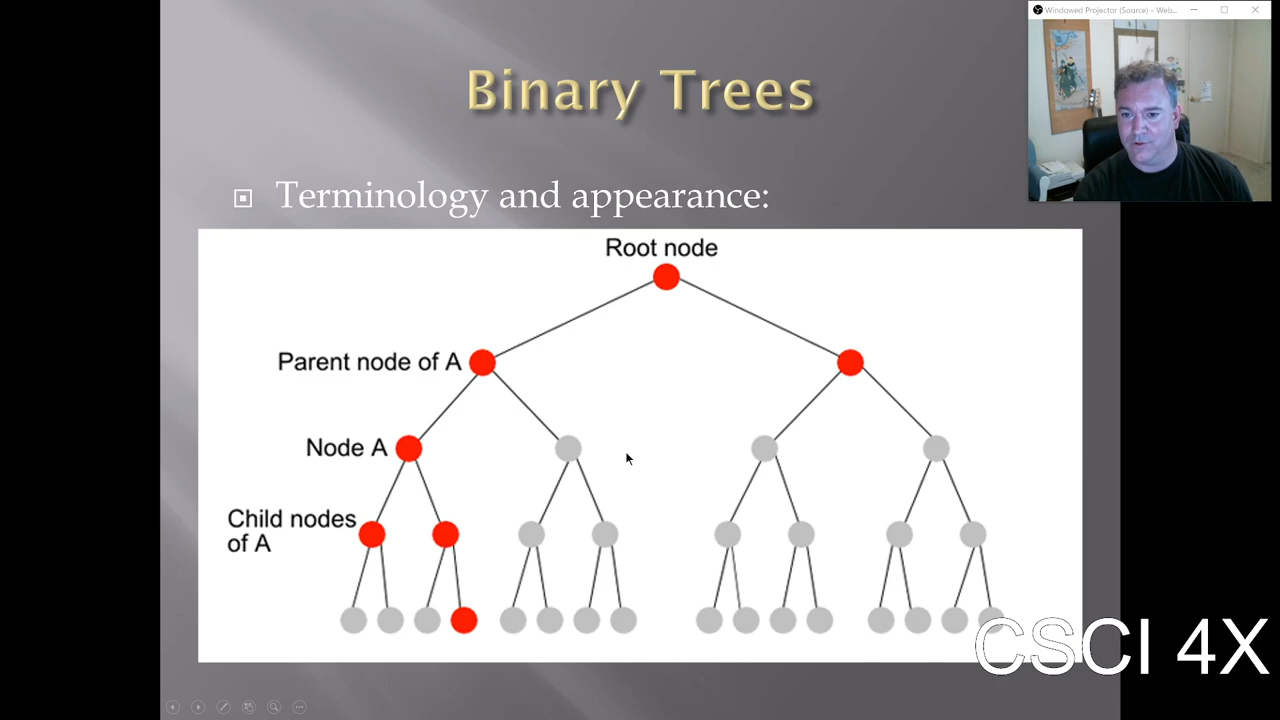 Windowed Projector (Source) - Web...
Binary Trees
Terminology and appearance:
Root node
Parent node of A
Node A
Child nodes
of A
CSCI 4X